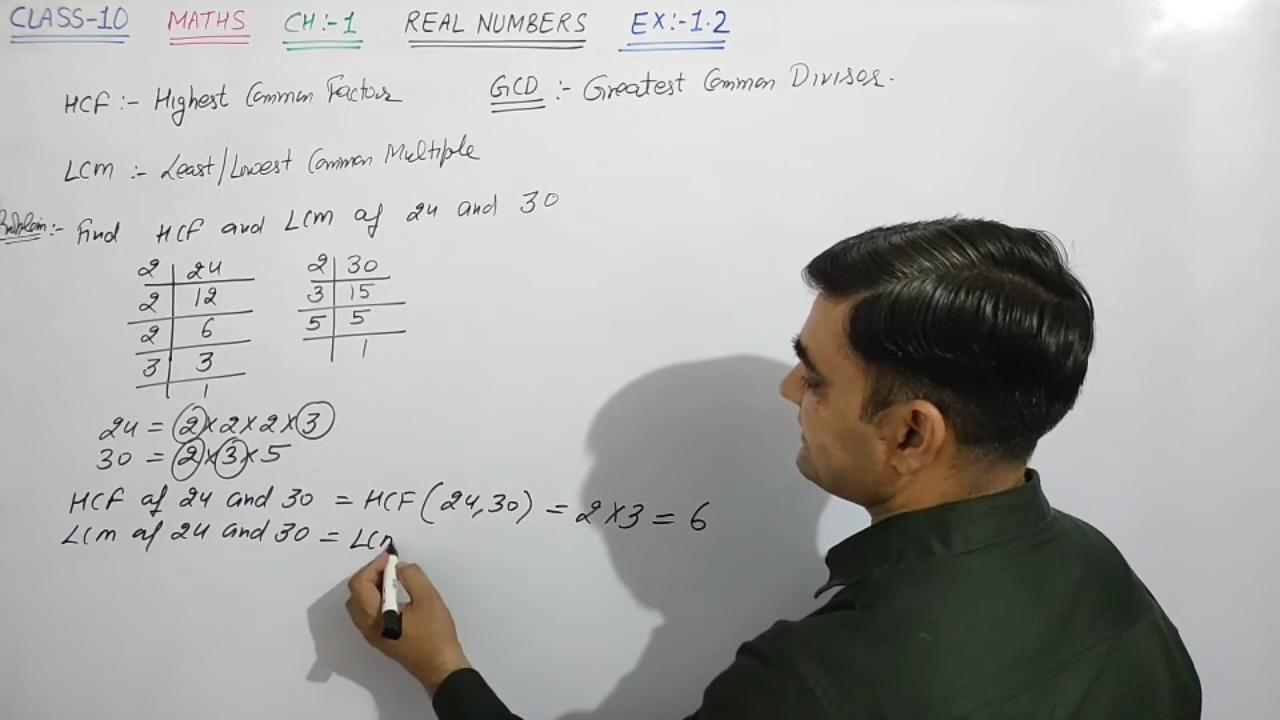 CLASS-10 MATHS CH:-1 REAL NUMBERS EX:-1.2
HCF :- Highest Common Factor GCD :- Greatest Common Divisor.
LCM :- Least/Lowest Common Multiple
Problem:- Find HCF and LCM of 24 and 30
2 | 24 2 | 30
2 | 12 3 | 15
2 | 6 5 | 5
3 | 3 | 1
| 1
24 = 2×2×2×3
30 = 2×3×5
HCF of 24 and 30 = HCF(24,30) = 2×3 = 6
LCM of 24 and 30 = LCM